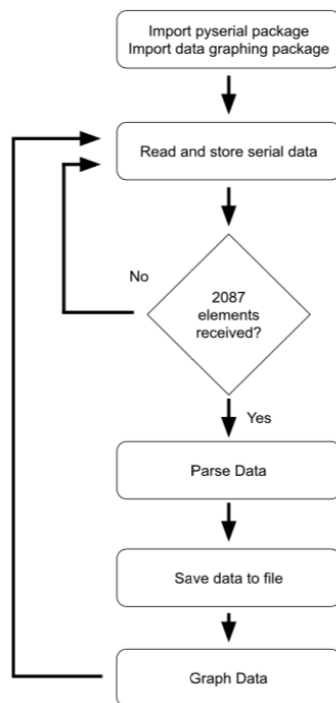 Import pyserial package
Import data graphing package
Read and store serial data
No
2087
elements
received?
Yes
Parse Data
Save data to file
Graph Data